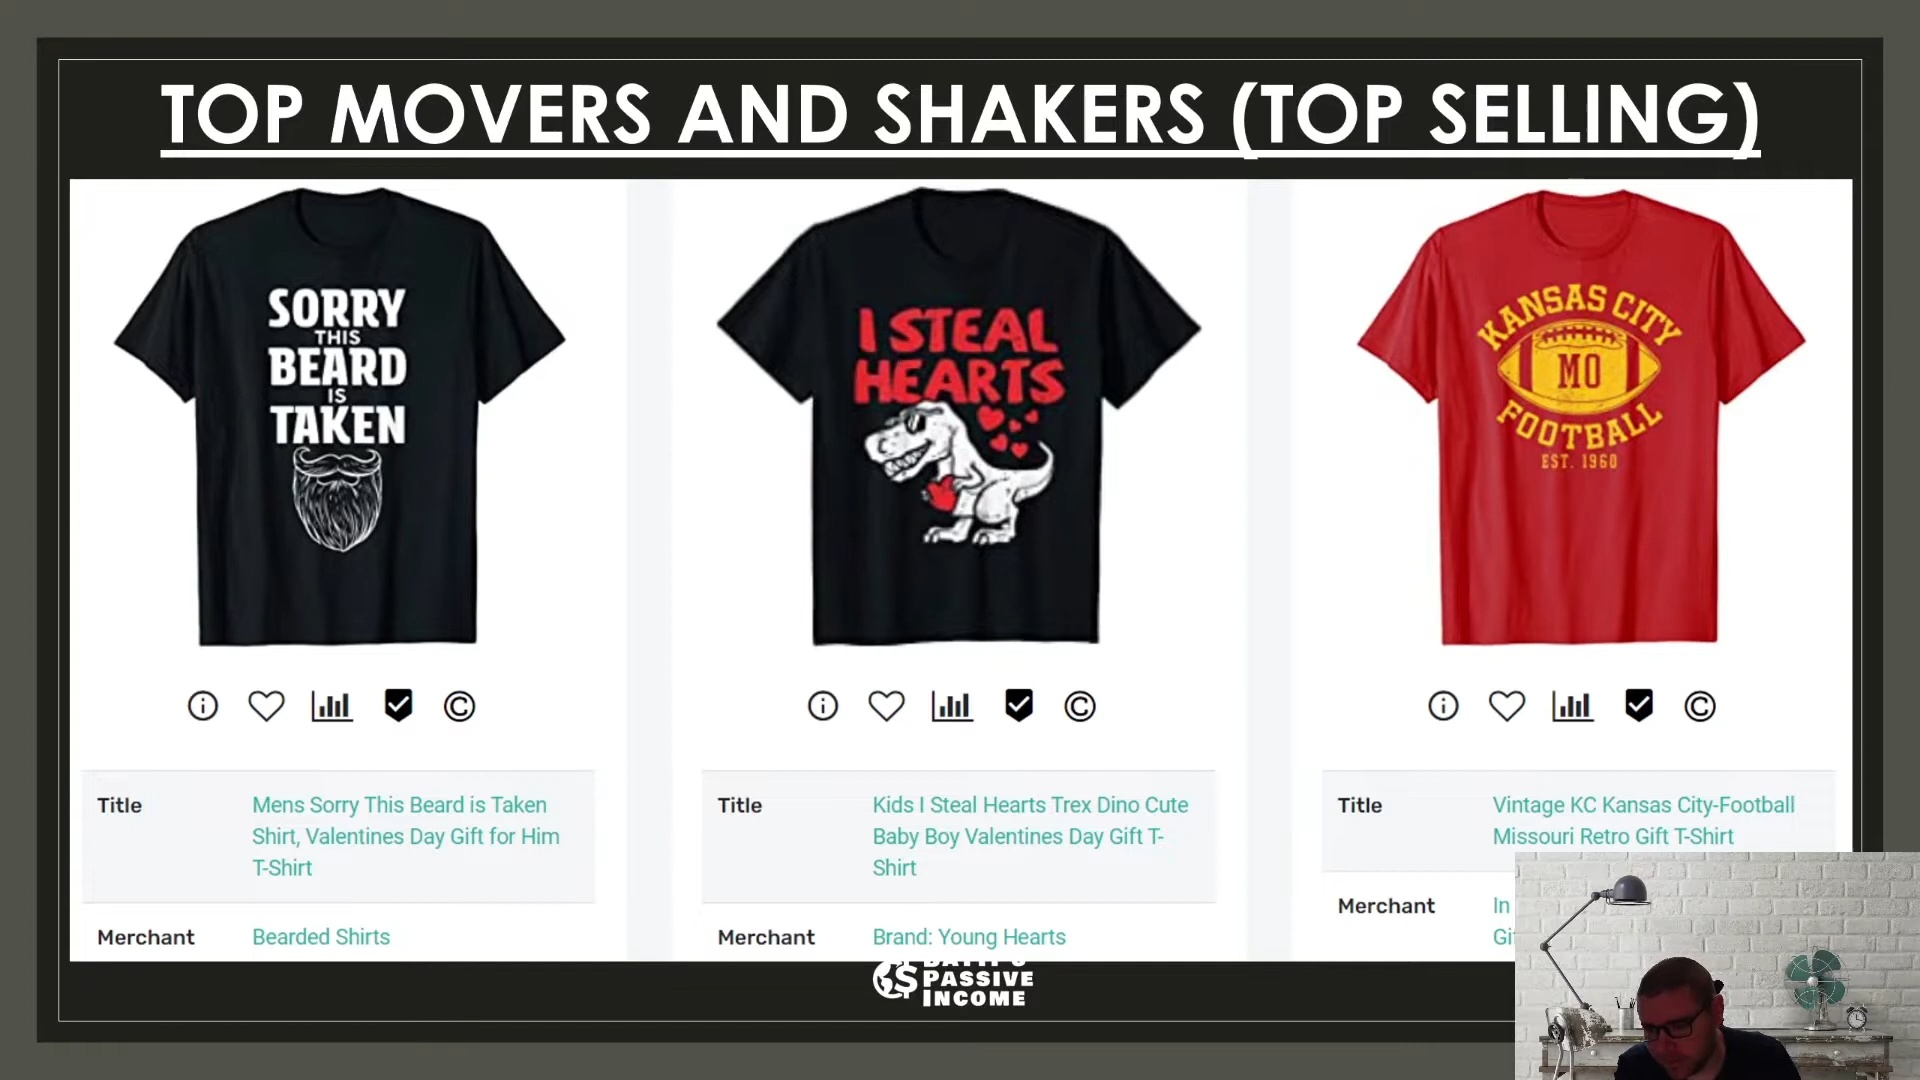 TOP MOVERS AND SHAKERS (TOP SELLING)
SORRY
THIS
BEARD
IS
TAKEN
I STEAL
HEARTS
KANSAS CITY
MO
FOOTBALL
EST. 1960
Title
Mens Sorry This Beard is Taken
Shirt, Valentines Day Gift for Him
T-Shirt
Merchant
Bearded Shirts
Title
Kids I Steal Hearts Trex Dino Cute
Baby Boy Valentines Day Gift T-
Shirt
Merchant
Brand: Young Hearts
Title
Vintage KC Kansas City-Football
Missouri Retro Gift T-Shirt
Merchant
In
PASSIVE
INCOME